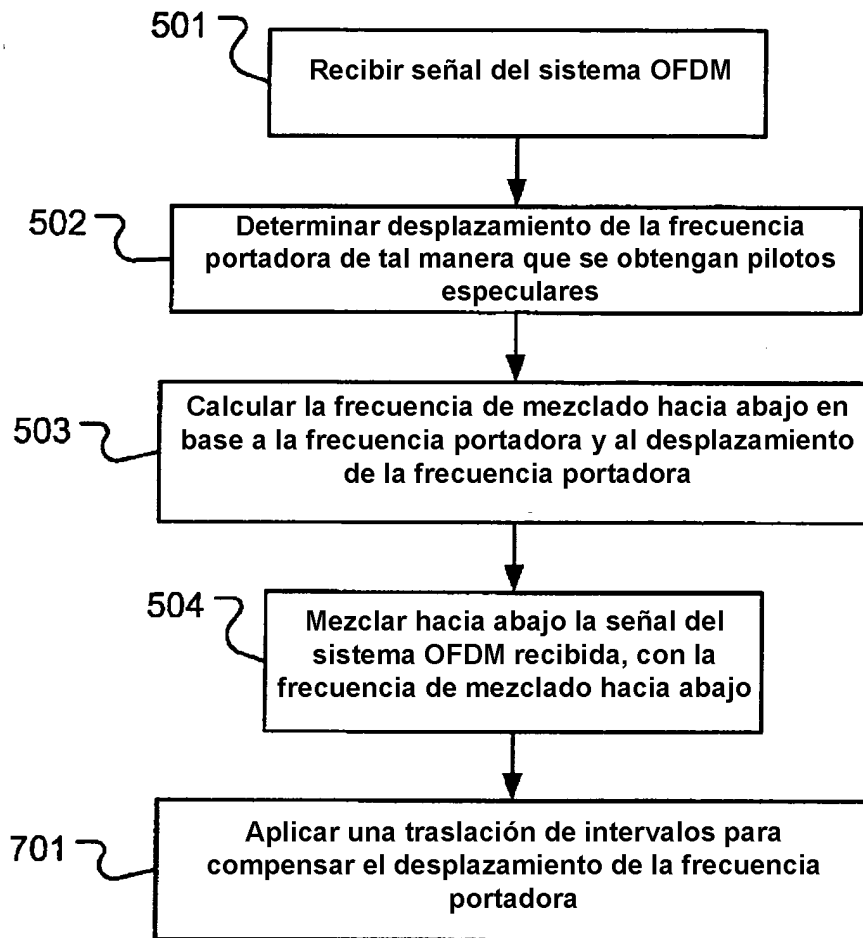 501
Recibir señal del sistema OFDM
502
Determinar desplazamiento de la frecuencia
portadora de tal manera que se obtengan pilotos
especulares
503
Calcular la frecuencia de mezclado hacia abajo en
base a la frecuencia portadora y al desplazamiento
de la frecuencia portadora
504
Mezclar hacia abajo la señal del
sistema OFDM recibida, con la
frecuencia de mezclado hacia abajo
701
Aplicar una traslación de intervalos para
compensar el desplazamiento de la frecuencia
portadora